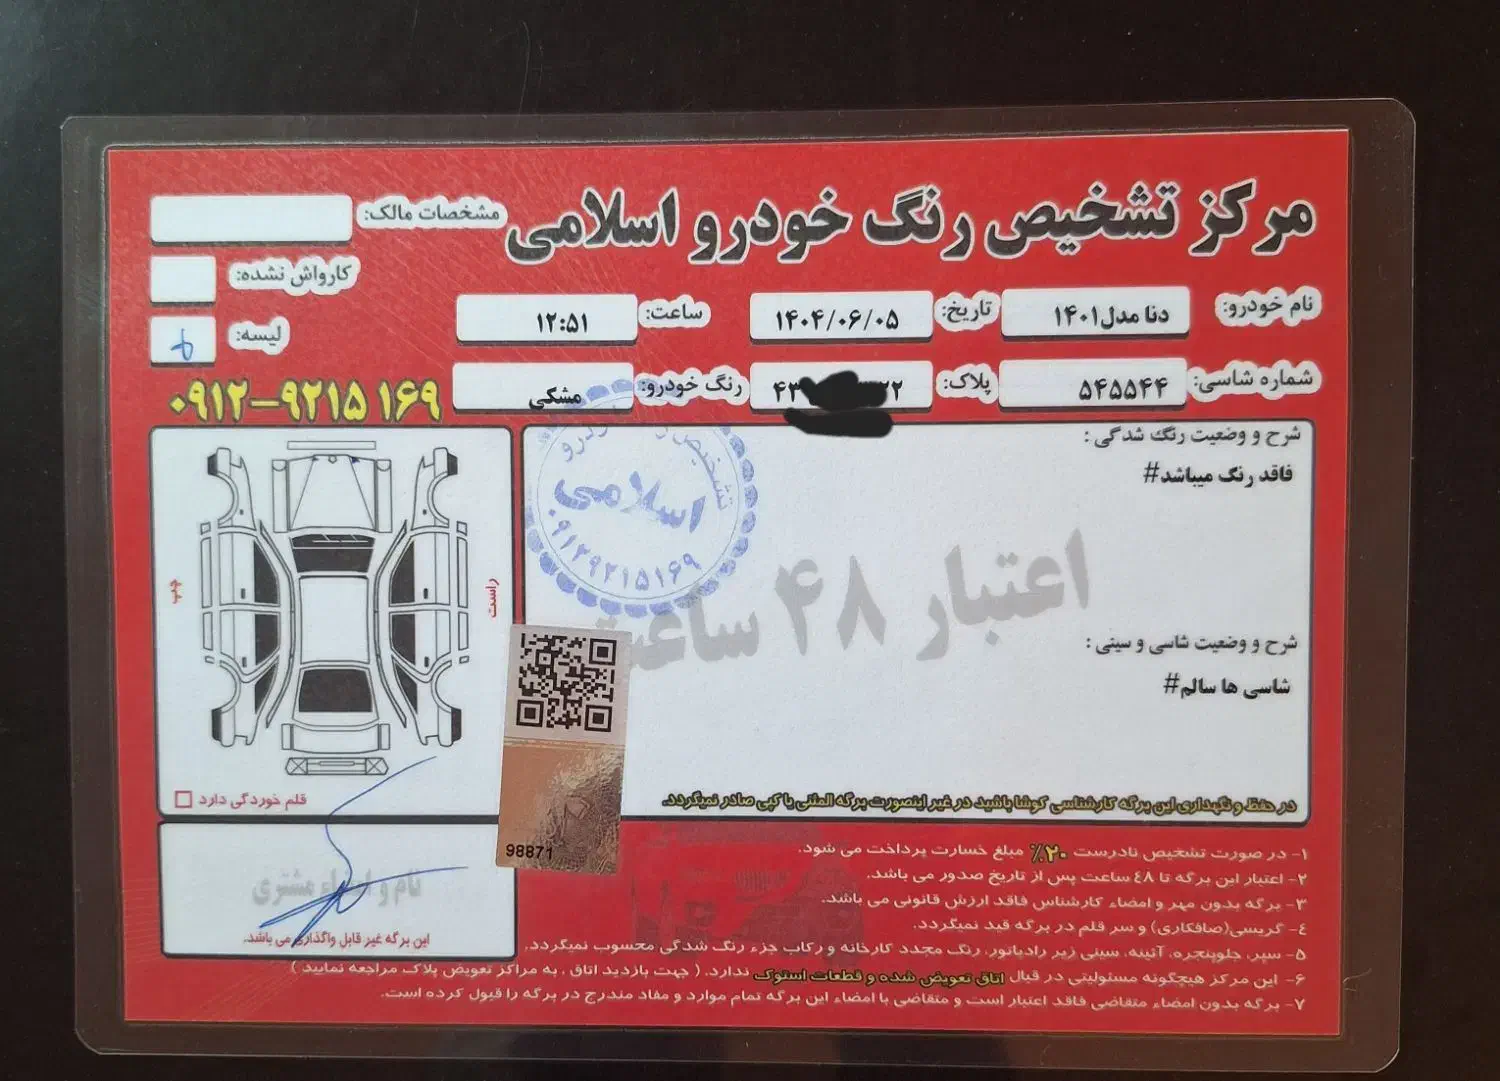 مرکز تشخیص رنگ خودرو اسلامی
مشخصات مالک:
کارواش نشده:
لیسه:
نام خودرو: دنا مدل۱۴۰۱
تاریخ: ۱۴۰۴/۰۶/۰۵
ساعت: ۱۲:۵۱
شماره شاسی: ۵۴۵۵۴۴
پلاک:
رنگ خودرو: مشکی
۰۹۱۲-۹۲۱۵۱۶۹
شرح و وضعیت رنگ شدگی :
فاقد رنگ میباشد#
تشخیص
اسلامی
۰۹۱۲۹۲۱۵۱۶۹
اعتبار ۴۸ ساعت
شرح و وضعیت شاسی و سینی :
شاسی ها سالم#
چپ
راست
قلم خوردگی دارد
در حفظ و نگهداری این برگه کارشناسی کوشا باشید در غیر اینصورت برگه المثنی یا کپی صادر نمیگردد.
98871
نام و امضاء مشتری
این برگه غیر قابل واگذاری می باشد.
۱- در صورت تشخیص نادرست ۲۰٪ مبلغ خسارت پرداخت می شود.
۲- اعتبار این برگه تا ٤٨ ساعت پس از تاریخ صدور می باشد.
۳- برگه بدون مهر و امضاء کارشناس فاقد ارزش قانونی می باشد.
٤- گریسی(صافکاری) و سر قلم در برگه قید نمیگردد.
۵- سپر، جلوپنجره، آئینه، سینی زیر رادیاتور، رنگ مجدد کارخانه و رکاب جزء رنگ شدگی محسوب نمیگردد.
۶- این مرکز هیچگونه مسئولیتی در قبال اتاق تعویض شده و قطعات استوک ندارد. ( جهت بازدید اتاق ، به مراکز تعویض پلاک مراجعه نمایید )
۷- برگه بدون امضاء متقاضی فاقد اعتبار است و متقاضی با امضاء این برگه تمام موارد و مفاد مندرج در برگه را قبول کرده است.